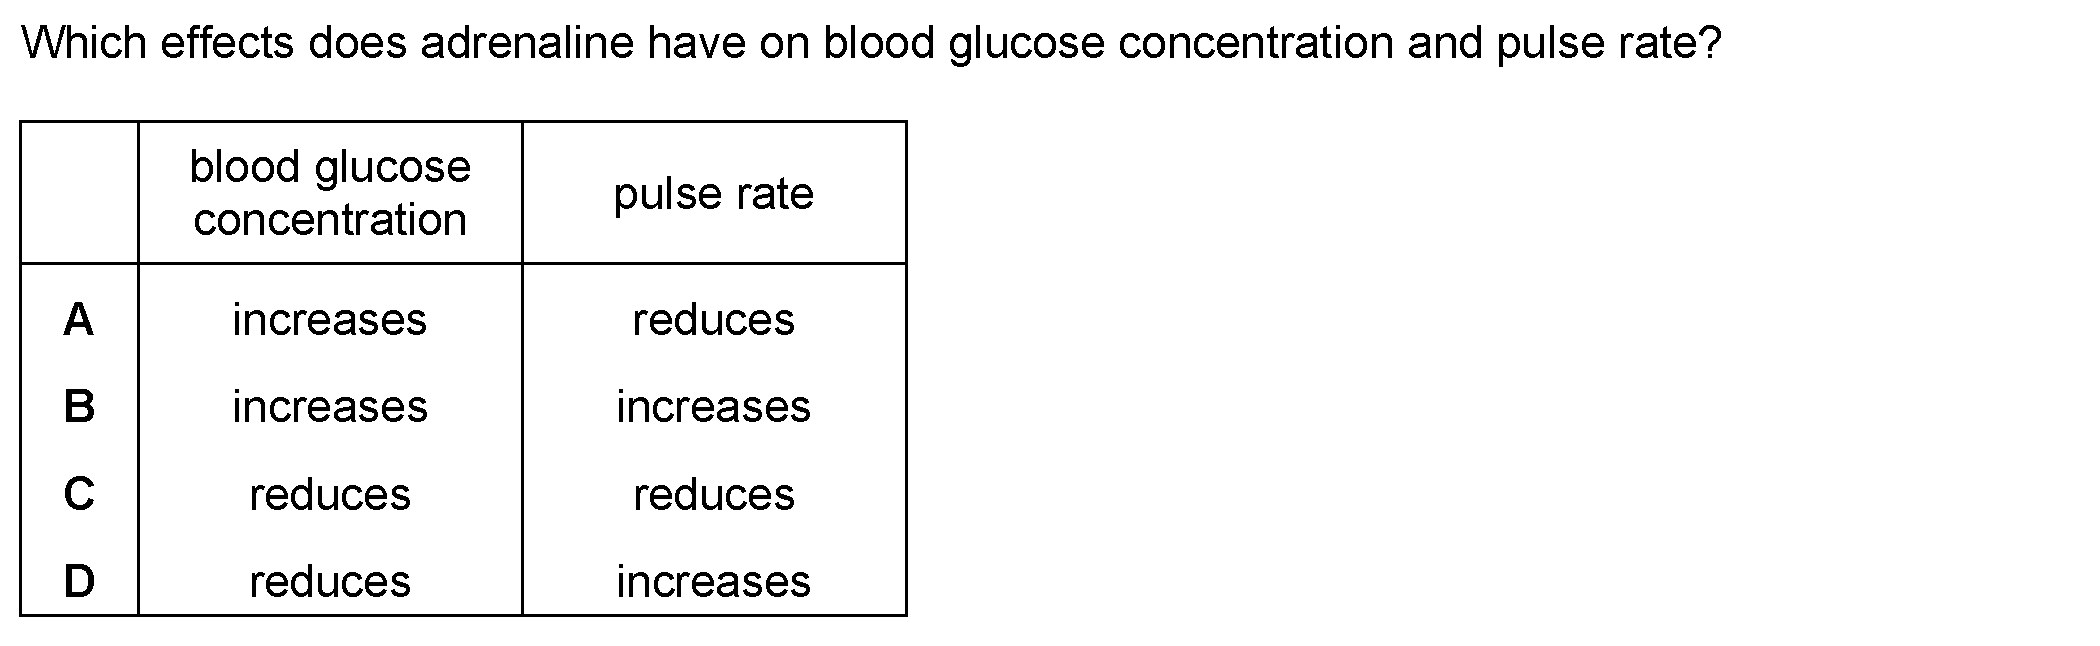 Which effects does adrenaline have on blood glucose concentration and pulse rate?
blood glucose
concentration
pulse rate
A increases reduces
B increases increases
C reduces reduces
D reduces increases